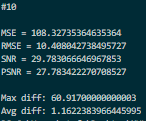 #10
MSE = 108.32735364635364
RMSE = 10.408042738495727
SNR = 29.783066646967853
PSNR = 27.783422270708527
Max diff: 60.91700000000003
Avg diff: 1.1622383966445995